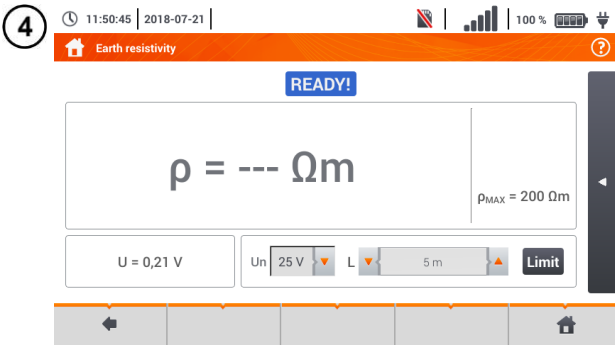 4
11:50:45 2018-07-21 100 %
Earth resistivity ?
READY!
ρ = --- Ωm
ρMAX = 200 Ωm
U = 0,21 V
Un 25 V L 5 m Limit